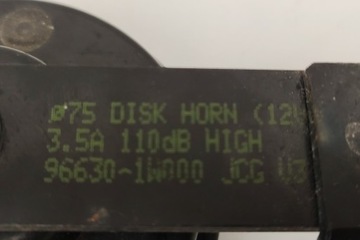 ø75 DISK HORN (12V
3.5A 110dB HIGH
96630-1W000 JCG